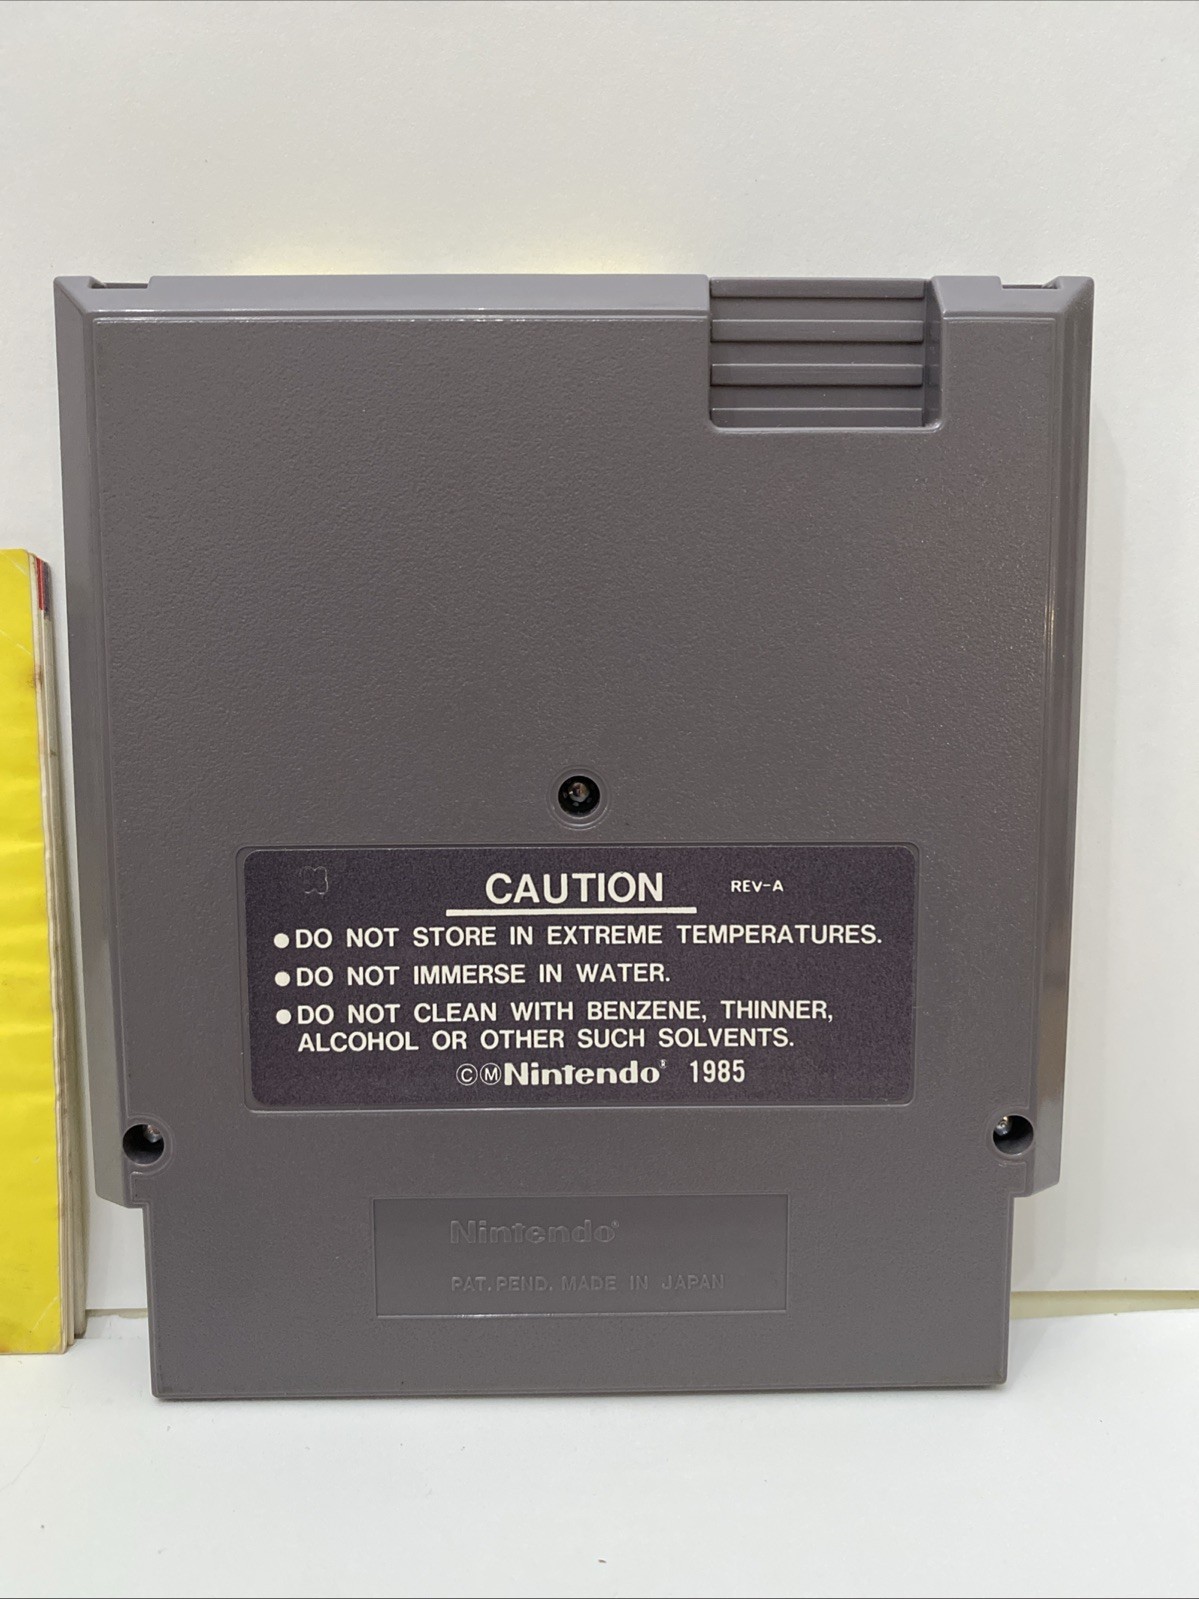 CAUTION REV-A
●DO NOT STORE IN EXTREME TEMPERATURES.
●DO NOT IMMERSE IN WATER.
●DO NOT CLEAN WITH BENZENE, THINNER,
ALCOHOL OR OTHER SUCH SOLVENTS.
ⒸⓂNintendo® 1985
Nintendo®
PAT. PEND. MADE IN JAPAN